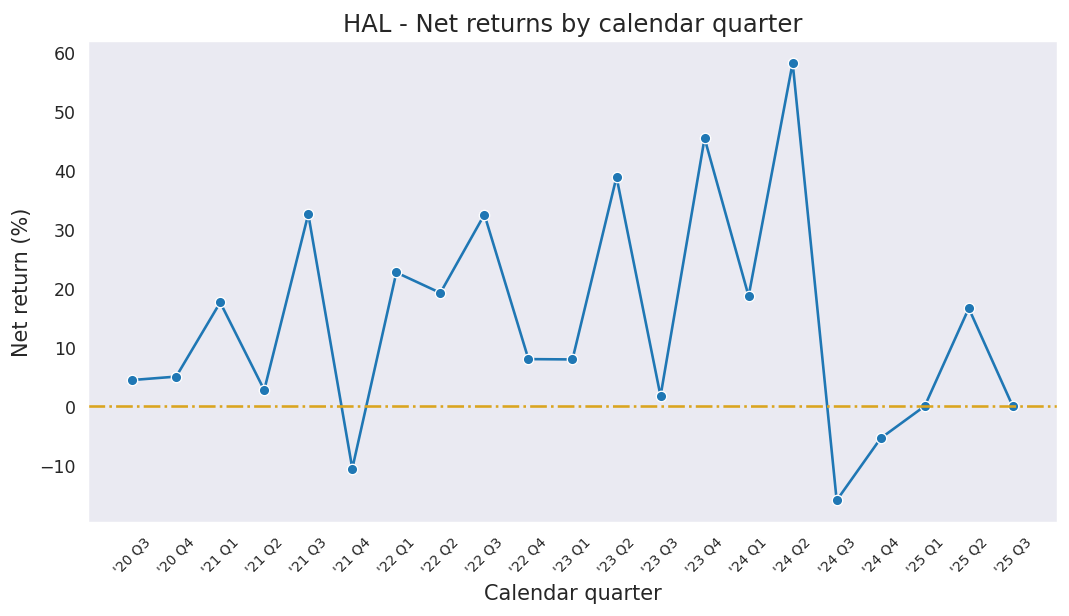 HAL - Net returns by calendar quarter
Net return (%)
60
50
40
30
20
10
0
−10
'20 Q3
'20 Q4
'21 Q1
'21 Q2
'21 Q3
'21 Q4
'22 Q1
'22 Q2
'22 Q3
'22 Q4
'23 Q1
'23 Q2
'23 Q3
'23 Q4
'24 Q1
'24 Q2
'24 Q3
'24 Q4
'25 Q1
'25 Q2
'25 Q3
Calendar quarter